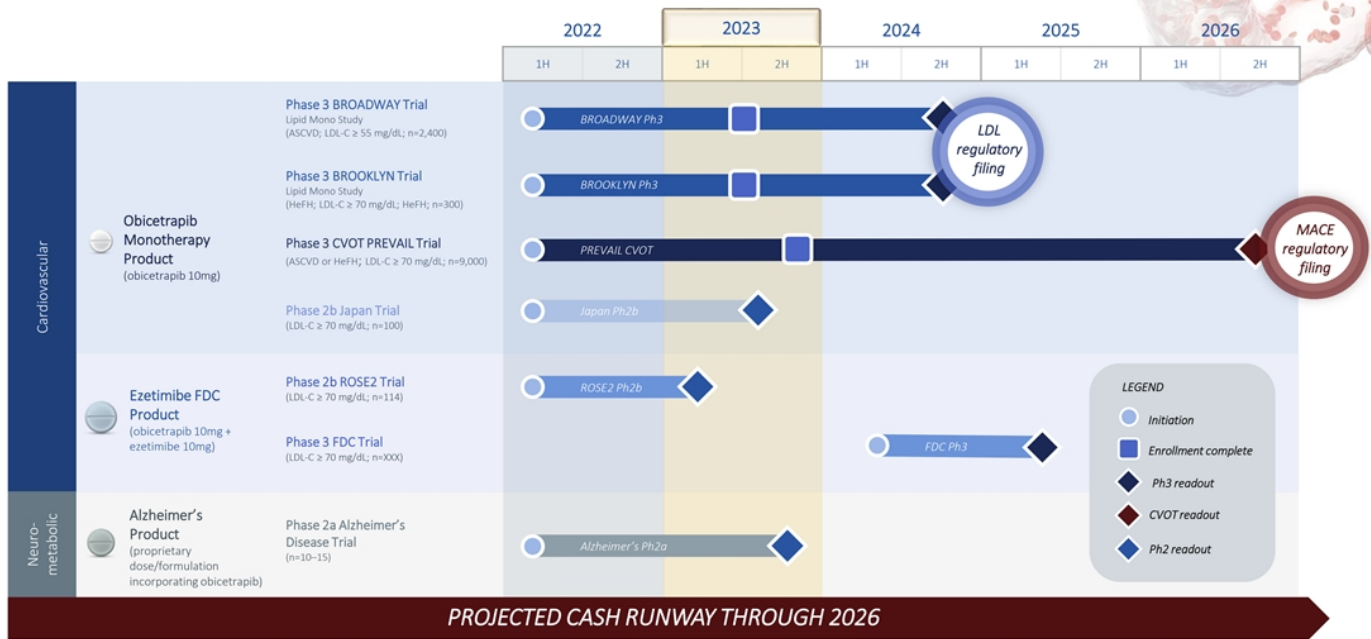 2022 2023 2024 2025 2026
1H 2H 1H 2H 1H 2H 1H 2H 1H 2H
Cardiovascular
Obicetrapib
Monotherapy
Product
(obicetrapib 10mg)
Phase 3 BROADWAY Trial
Lipid Mono Study
(ASCVD; LDL-C ≥ 55 mg/dL; n=2,400)
BROADWAY Ph3
Phase 3 BROOKLYN Trial
Lipid Mono Study
(HeFH; LDL-C ≥ 70 mg/dL; HeFH; n=300)
BROOKLYN Ph3
LDL
regulatory
filing
Phase 3 CVOT PREVAIL Trial
(ASCVD or HeFH; LDL-C ≥ 70 mg/dL; n=9,000)
PREVAIL CVOT
MACE
regulatory
filing
Phase 2b Japan Trial
(LDL-C ≥ 70 mg/dL; n=100)
Japan Ph2b
Ezetimibe FDC
Product
(obicetrapib 10mg +
ezetimibe 10mg)
Phase 2b ROSE2 Trial
(LDL-C ≥ 70 mg/dL; n=114)
ROSE2 Ph2b
Phase 3 FDC Trial
(LDL-C ≥ 70 mg/dL; n=XXX)
FDC Ph3
LEGEND
Initiation
Enrollment complete
Ph3 readout
CVOT readout
Ph2 readout
Neuro-
metabolic
Alzheimer's
Product
(proprietary
dose/formulation
incorporating obicetrapib)
Phase 2a Alzheimer's
Disease Trial
(n=10–15)
Alzheimer's Ph2a
PROJECTED CASH RUNWAY THROUGH 2026